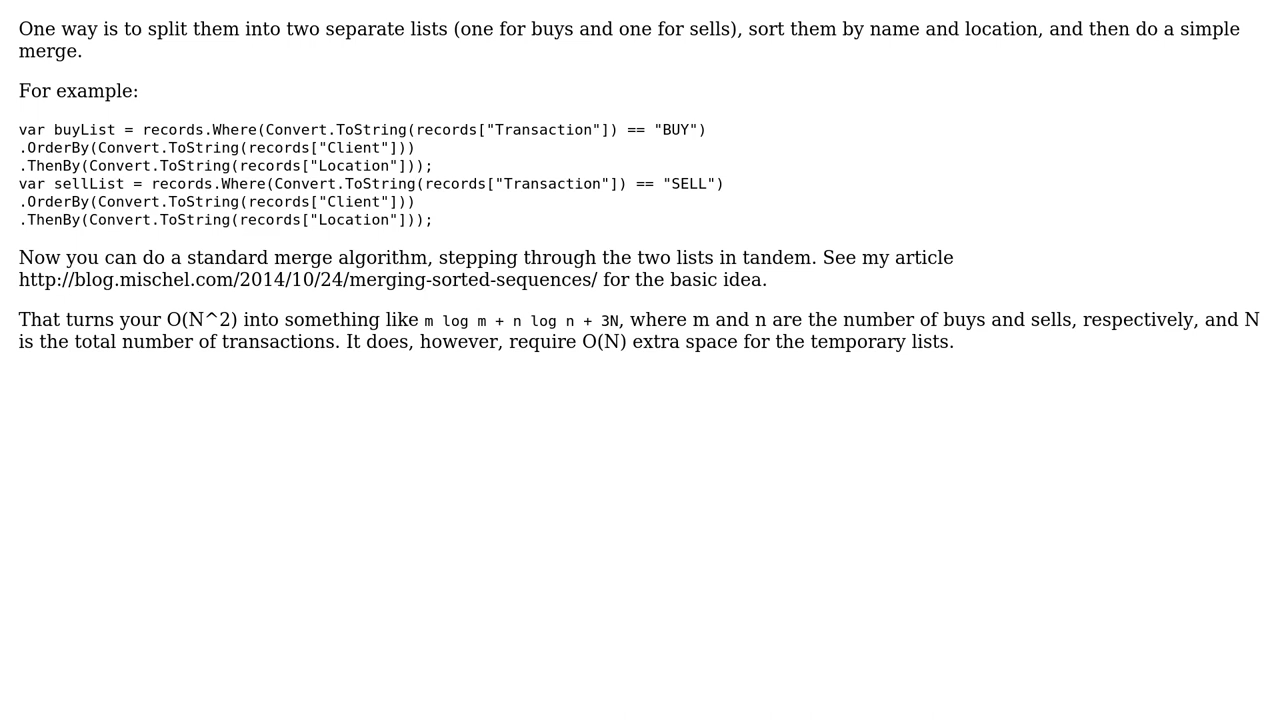 One way is to split them into two separate lists (one for buys and one for sells), sort them by name and location, and then do a simple
merge.
For example:
var buyList = records.Where(Convert.ToString(records["Transaction"]) == "BUY")
.OrderBy(Convert.ToString(records["Client"]))
.ThenBy(Convert.ToString(records["Location"]));
var sellList = records.Where(Convert.ToString(records["Transaction"]) == "SELL")
.OrderBy(Convert.ToString(records["Client"]))
.ThenBy(Convert.ToString(records["Location"]));
Now you can do a standard merge algorithm, stepping through the two lists in tandem. See my article
http://blog.mischel.com/2014/10/24/merging-sorted-sequences/ for the basic idea.
That turns your O(N^2) into something like m log m + n log n + 3N, where m and n are the number of buys and sells, respectively, and N
is the total number of transactions. It does, however, require O(N) extra space for the temporary lists.